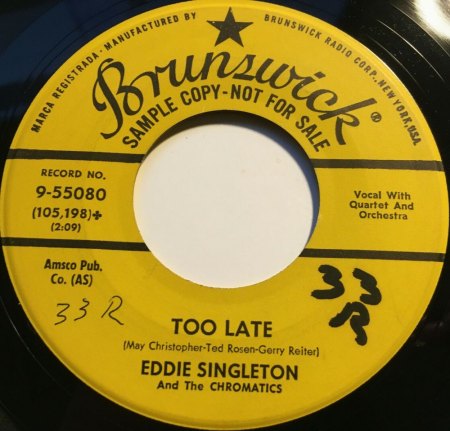 MARCA REGISTRADA · MANUFACTURED BY BRUNSWICK RADIO CORP., NEW YORK, U.S.A.
Brunswick®
SAMPLE COPY-NOT FOR SALE
RECORD NO.
9-55080
(105,198)+
(2:09)
Vocal With
Quartet And
Orchestra
Amsco Pub.
Co. (AS)
33 R
33
R
TOO LATE
(May Christopher-Ted Rosen-Gerry Reiter)
EDDIE SINGLETON
And The CHROMATICS